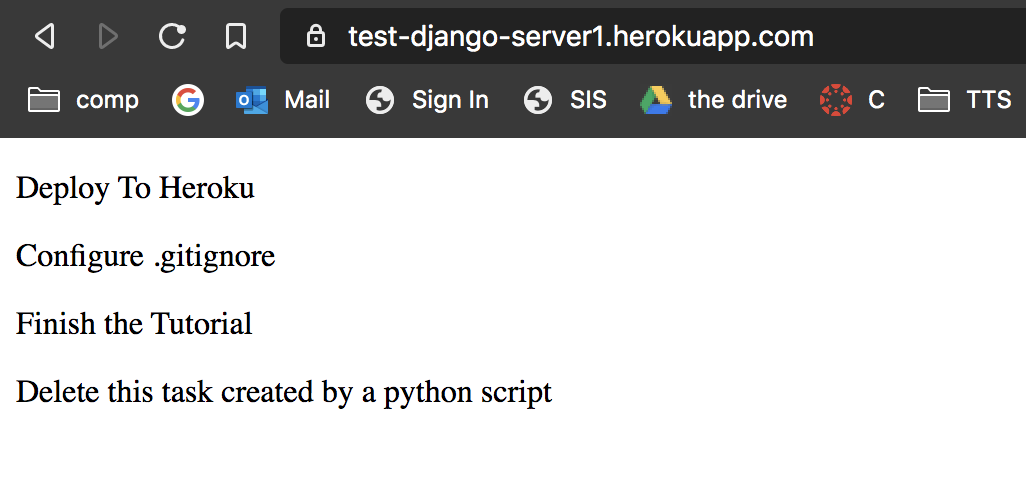 test-django-server1.herokuapp.com
comp Mail Sign In SIS the drive C TTS
Deploy To Heroku
Configure .gitignore
Finish the Tutorial
Delete this task created by a python script